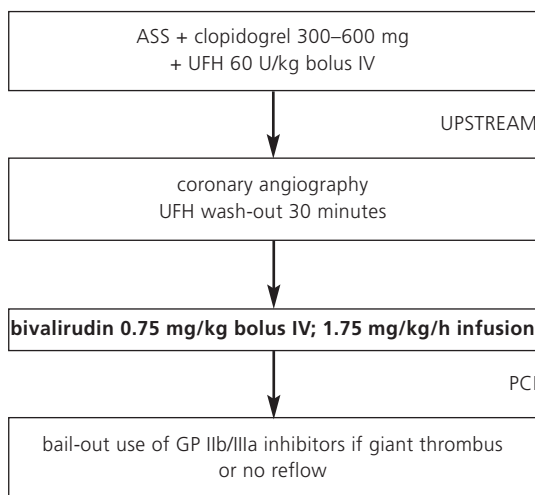 ASS + clopidogrel 300–600 mg
+ UFH 60 U/kg bolus IV
UPSTREAM
coronary angiography
UFH wash-out 30 minutes
bivalirudin 0.75 mg/kg bolus IV; 1.75 mg/kg/h infusion
PCI
bail-out use of GP IIb/IIIa inhibitors if giant thrombus
or no reflow